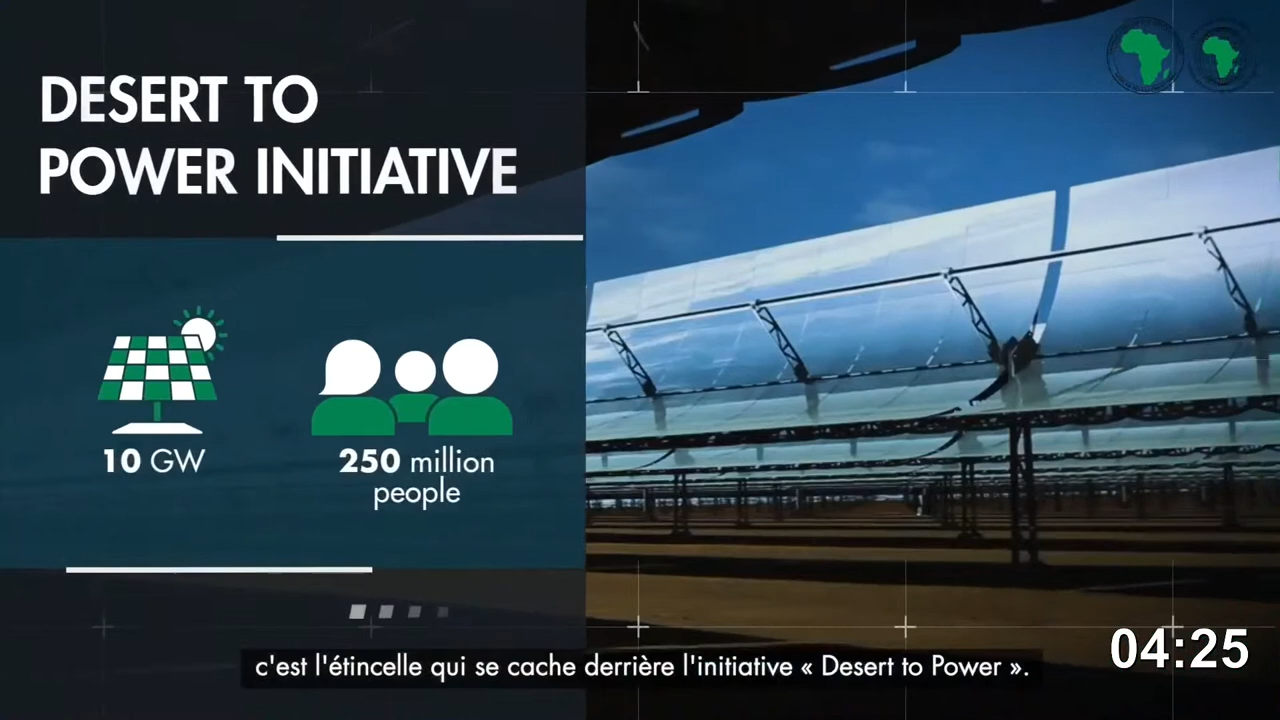 DESERT TO
POWER INITIATIVE
10 GW
250 million
people
c'est l'étincelle qui se cache derrière l'initiative « Desert to Power ».
04:25